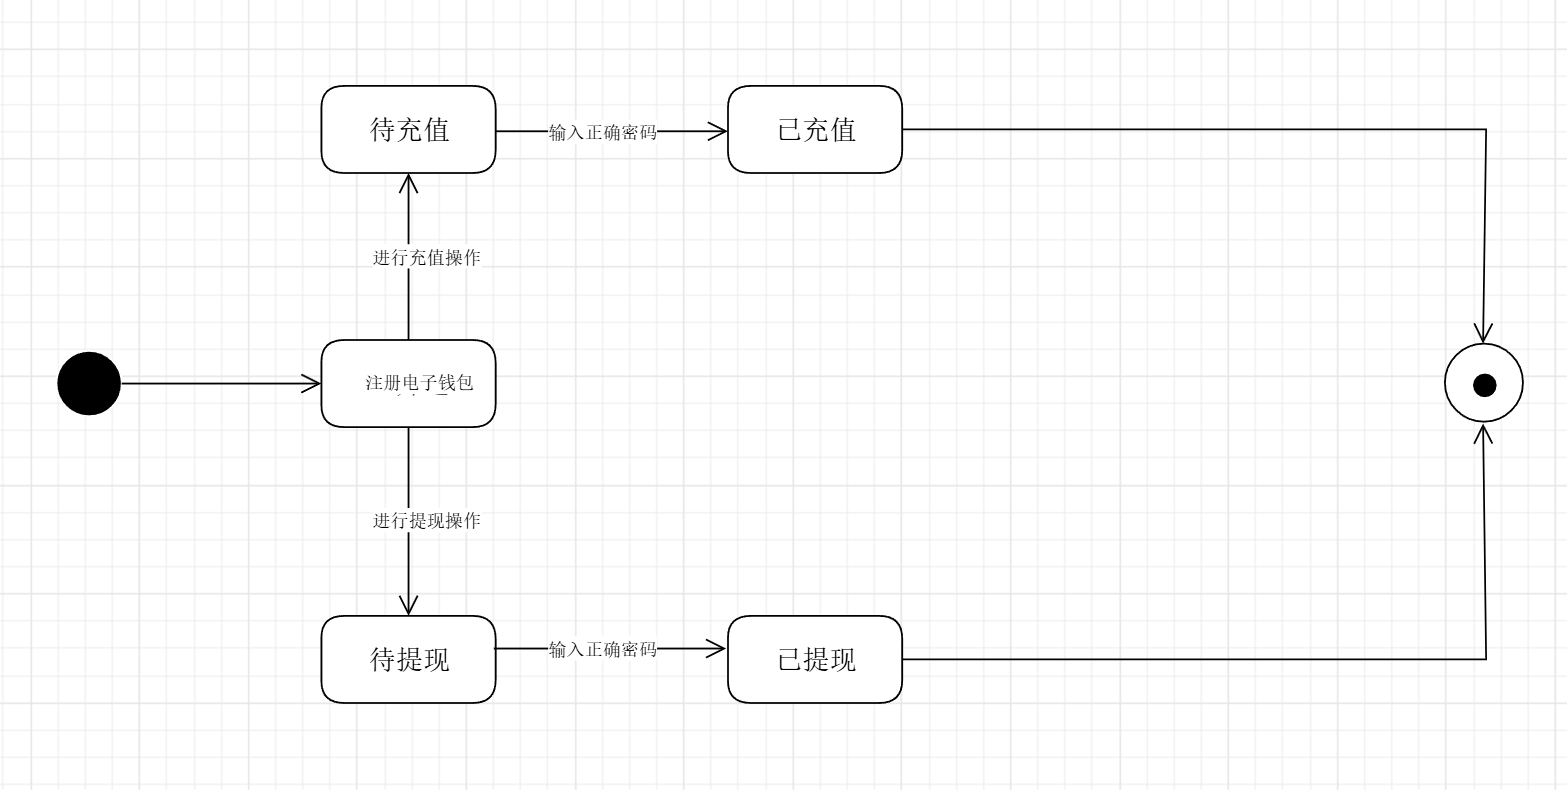 待充值
输入正确密码
已充值
进行充值操作
注册电子钱包
进行提现操作
待提现
输入正确密码
已提现